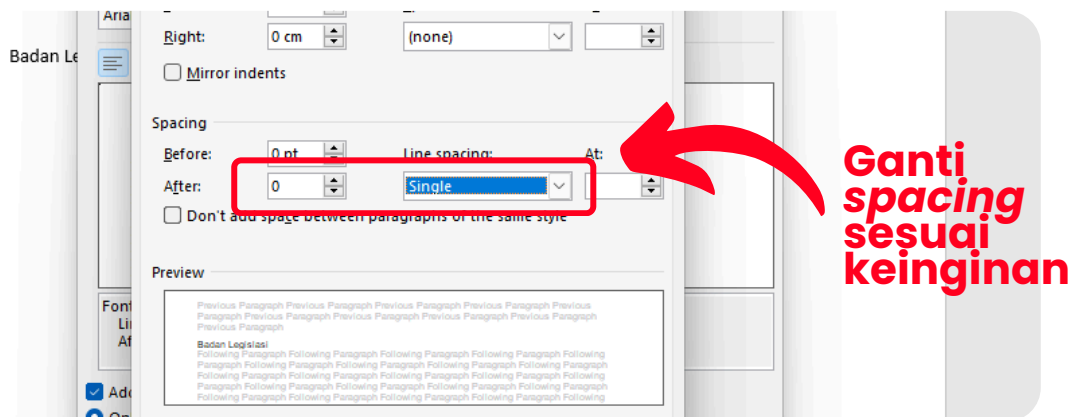 Aria
Right: 0 cm (none)
Badan Le
Mirror indents
Spacing
Before: 0 pt Line spacing: At:
After: 0 Single
Don't add space between paragraphs of the same style
Ganti
spacing
sesuai
keinginan
Preview
Previous Paragraph Previous Paragraph Previous Paragraph Previous Paragraph Previous
Paragraph Previous Paragraph Previous Paragraph Previous Paragraph Previous Paragraph
Previous Paragraph
Badan Legislasi
Following Paragraph Following Paragraph Following Paragraph Following Paragraph Following
Paragraph Following Paragraph Following Paragraph Following Paragraph Following Paragraph
Following Paragraph Following Paragraph Following Paragraph Following Paragraph Following
Paragraph Following Paragraph Following Paragraph Following Paragraph Following Paragraph
Following Paragraph Following Paragraph Following Paragraph Following Paragraph Following
Font
Li
Af
Add